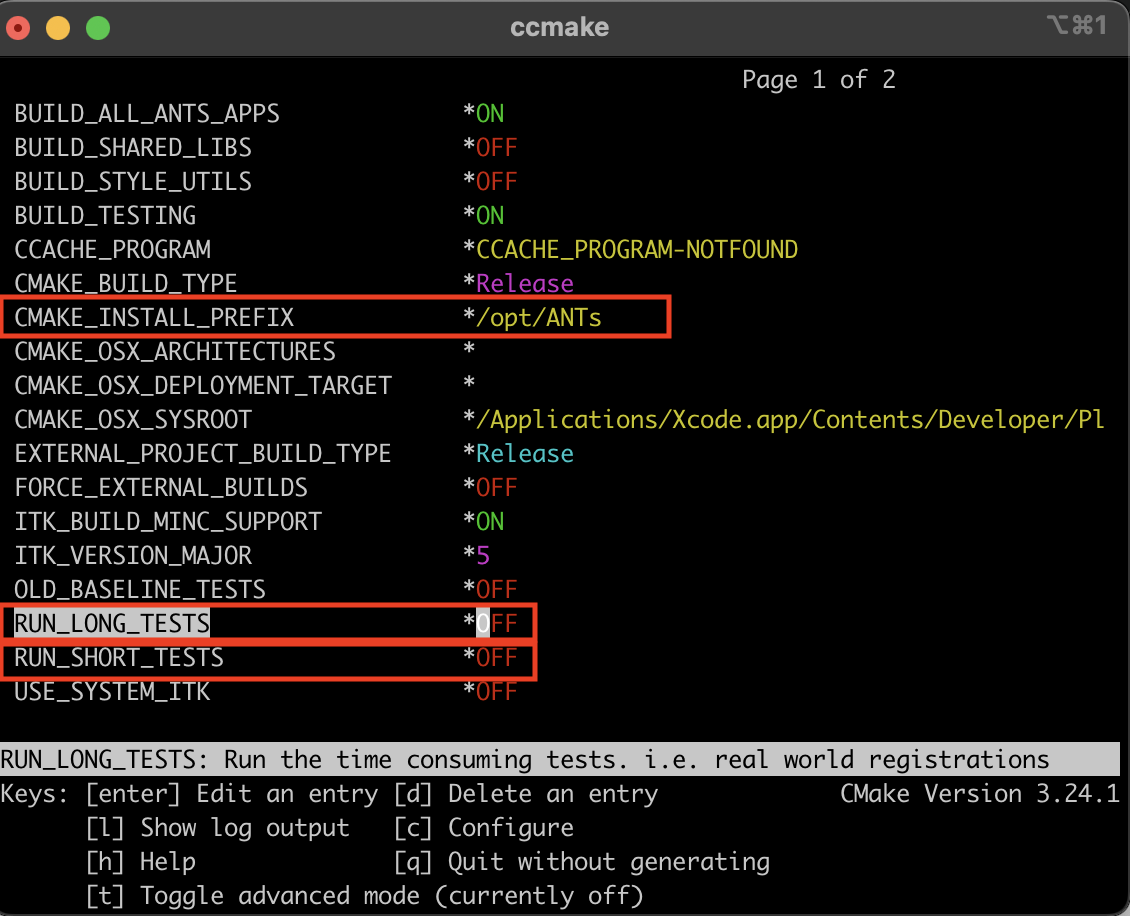 ccmake ⌥⌘1
Page 1 of 2
BUILD_ALL_ANTS_APPS *ON
BUILD_SHARED_LIBS *OFF
BUILD_STYLE_UTILS *OFF
BUILD_TESTING *ON
CCACHE_PROGRAM *CCACHE_PROGRAM-NOTFOUND
CMAKE_BUILD_TYPE *Release
CMAKE_INSTALL_PREFIX */opt/ANTs
CMAKE_OSX_ARCHITECTURES *
CMAKE_OSX_DEPLOYMENT_TARGET *
CMAKE_OSX_SYSROOT */Applications/Xcode.app/Contents/Developer/Pl
EXTERNAL_PROJECT_BUILD_TYPE *Release
FORCE_EXTERNAL_BUILDS *OFF
ITK_BUILD_MINC_SUPPORT *ON
ITK_VERSION_MAJOR *5
OLD_BASELINE_TESTS *OFF
RUN_LONG_TESTS *OFF
RUN_SHORT_TESTS *OFF
USE_SYSTEM_ITK *OFF
RUN_LONG_TESTS: Run the time consuming tests. i.e. real world registrations
Keys: [enter] Edit an entry [d] Delete an entry CMake Version 3.24.1
[l] Show log output [c] Configure
[h] Help [q] Quit without generating
[t] Toggle advanced mode (currently off)